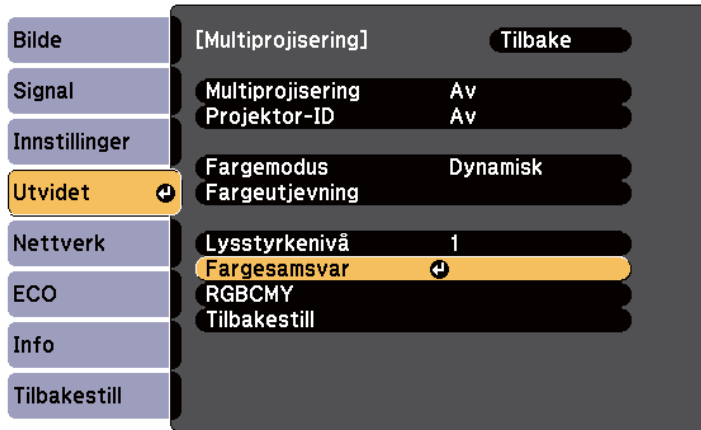 Bilde
Signal
Innstillinger
Utvidet
Nettverk
ECO
Info
Tilbakestill
[Multiprojisering] Tilbake
Multiprojisering Av
Projektor-ID Av
Fargemodus Dynamisk
Fargeutjevning
Lysstyrkenivå 1
Fargesamsvar
RGBCMY
Tilbakestill